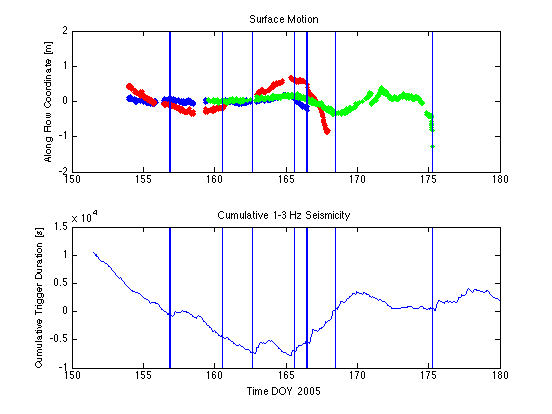 Surface Motion
Along Flow Coordinate [m]
2
1
0
-1
-2
150 155 160 165 170 175 180
Cumulative 1-3 Hz Seismicity
x 10^4
Cumulative Trigger Duration [s]
1.5
1
0.5
0
-0.5
-1
150 155 160 165 170 175 180
Time DOY 2005